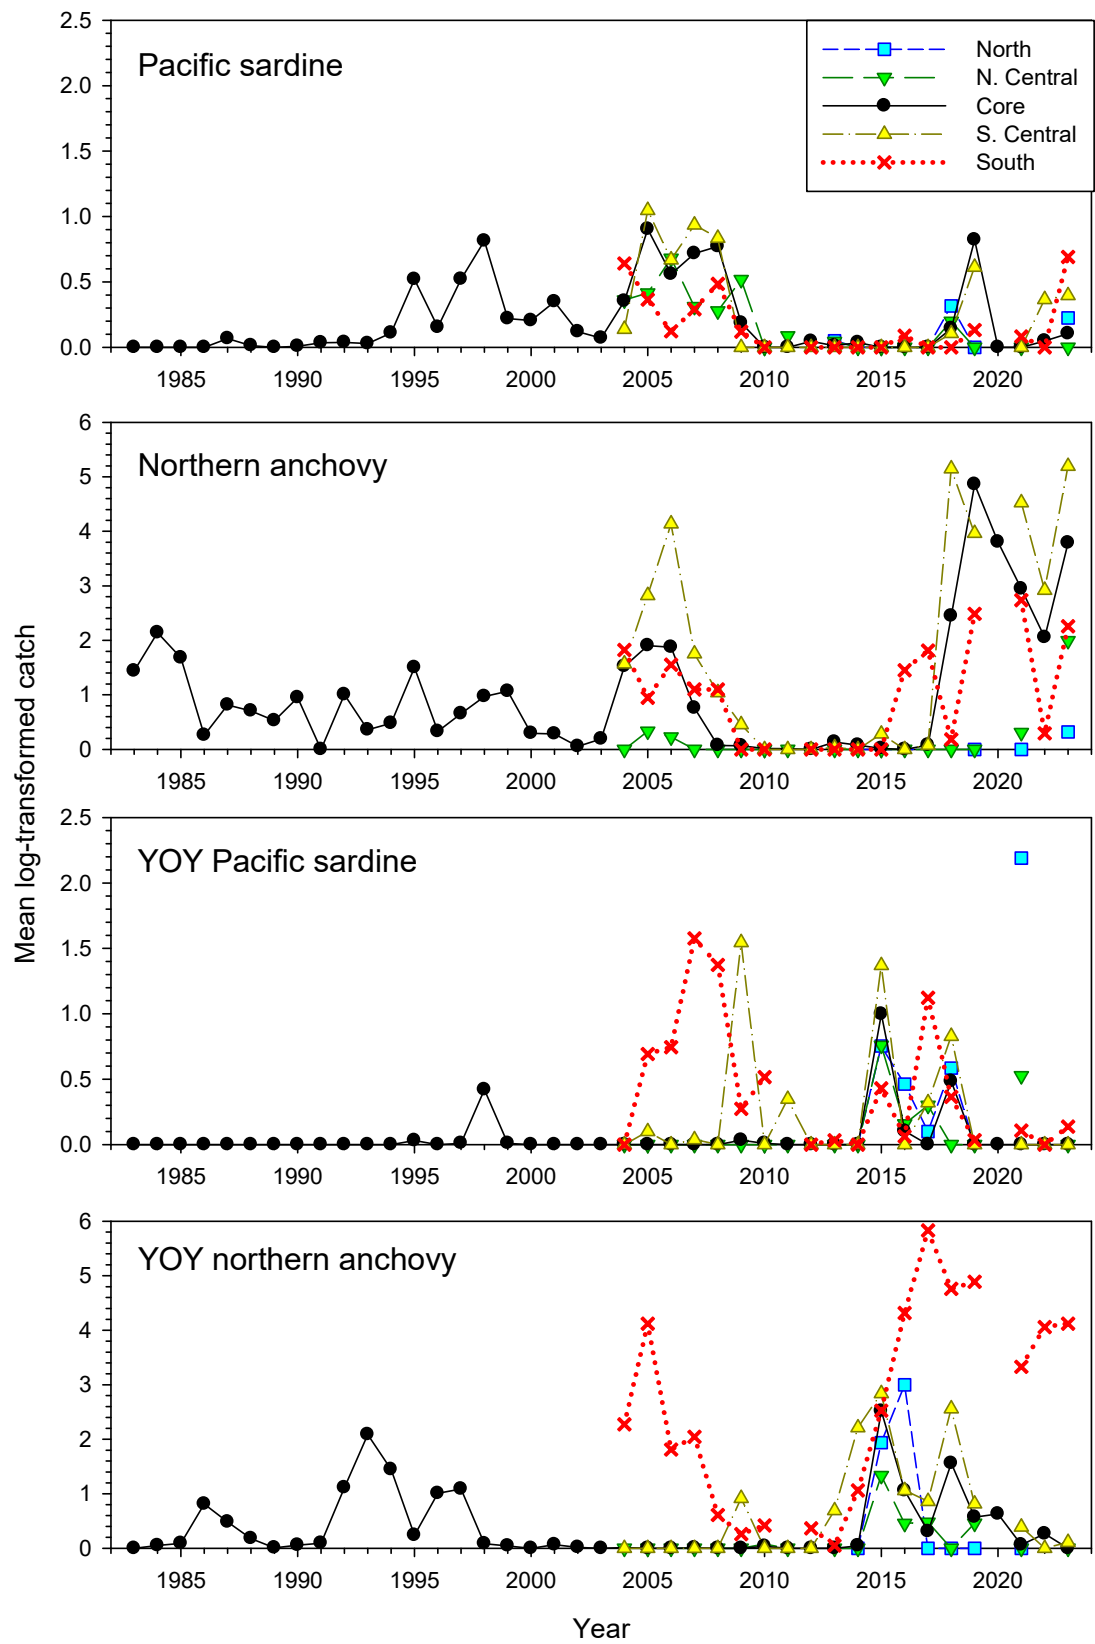 Pacific sardine
North
N. Central
Core
S. Central
South
2.5
2.0
1.5
1.0
0.5
0.0
1985 1990 1995 2000 2005 2010 2015 2020
Northern anchovy
6
5
4
3
2
1
0
1985 1990 1995 2000 2005 2010 2015 2020
Mean log-transformed catch
YOY Pacific sardine
2.5
2.0
1.5
1.0
0.5
0.0
1985 1990 1995 2000 2005 2010 2015 2020
YOY northern anchovy
6
5
4
3
2
1
0
1985 1990 1995 2000 2005 2010 2015 2020
Year